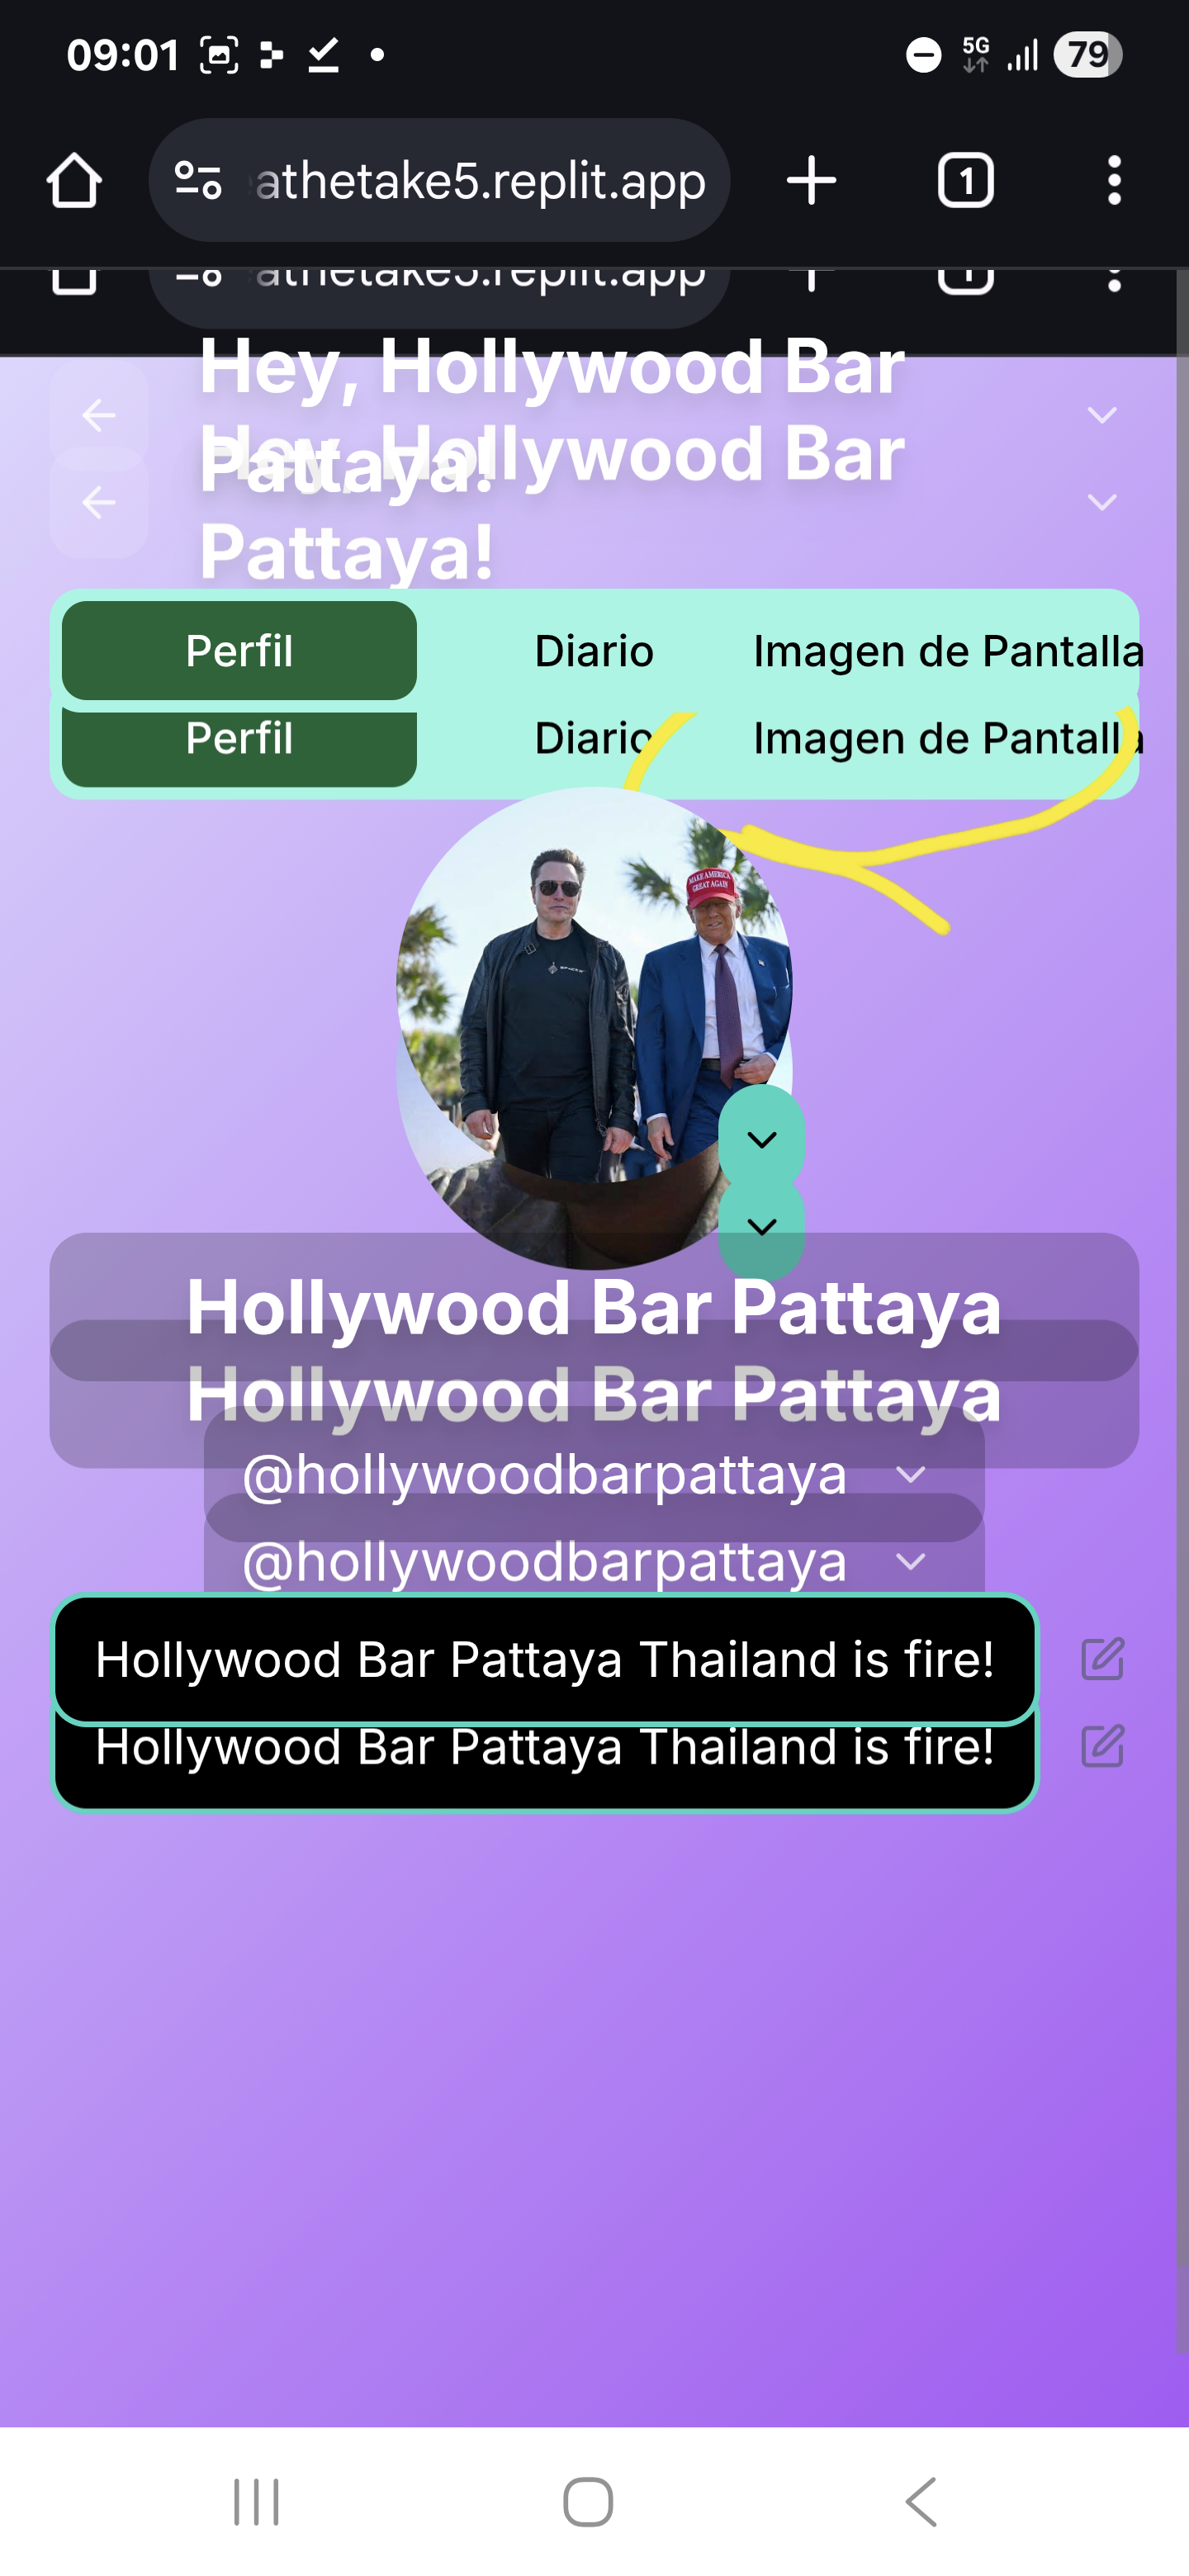 09:01
5G
79
athetake5.replit.app
1
athetake5.replit.app
Hey, Hollywood Bar
Pattaya!
Hey, Hollywood Bar
Pattaya!
Perfil Diario Imagen de Pantalla
Perfil Diario Imagen de Pantalla
MAKE AMERICA
GREAT AGAIN
Hollywood Bar Pattaya
Hollywood Bar Pattaya
@hollywoodbarpattaya
@hollywoodbarpattaya
Hollywood Bar Pattaya Thailand is fire!
Hollywood Bar Pattaya Thailand is fire!